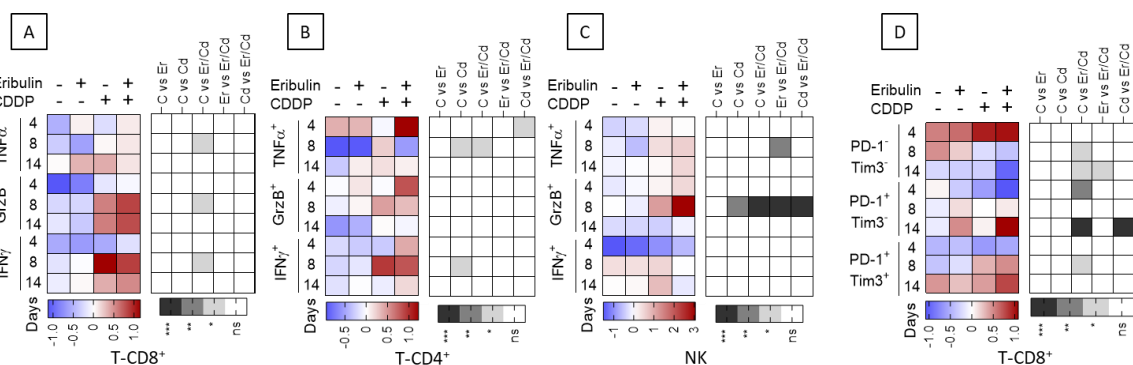 A
Eribulin - + - +
CDDP - - + +
C vs Er
C vs Cd
C vs Er/Cd
Er vs Er/Cd
Cd vs Er/Cd
TNFα
4
8
14
GrzB
4
8
14
IFNγ
4
8
14
Days
-1.0
-0.5
0
0.5
1.0
***
**
*
ns
T-CD8+
B
- + - +
- - + +
C vs Er
C vs Cd
C vs Er/Cd
Er vs Er/Cd
Cd vs Er/Cd
TNFα+
4
8
14
GrzB+
4
8
14
IFNγ+
4
8
14
Days
-0.5
0
0.5
1.0
***
**
*
ns
T-CD4+
C
- + - +
- - + +
C vs Er
C vs Cd
C vs Er/Cd
Er vs Er/Cd
Cd vs Er/Cd
TNFα+
4
8
14
GrzB+
4
8
14
IFNγ+
4
8
14
Days
-1
0
1
2
3
***
**
*
ns
NK
D
Eribulin - + - +
CDDP - - + +
C vs Er
C vs Cd
C vs Er/Cd
Er vs Er/Cd
Cd vs Er/Cd
PD-1-
Tim3-
4
8
14
PD-1+
Tim3-
4
8
14
PD-1+
Tim3+
4
8
14
Days
-1.0
-0.5
0
0.5
1.0
***
**
*
ns
T-CD8+